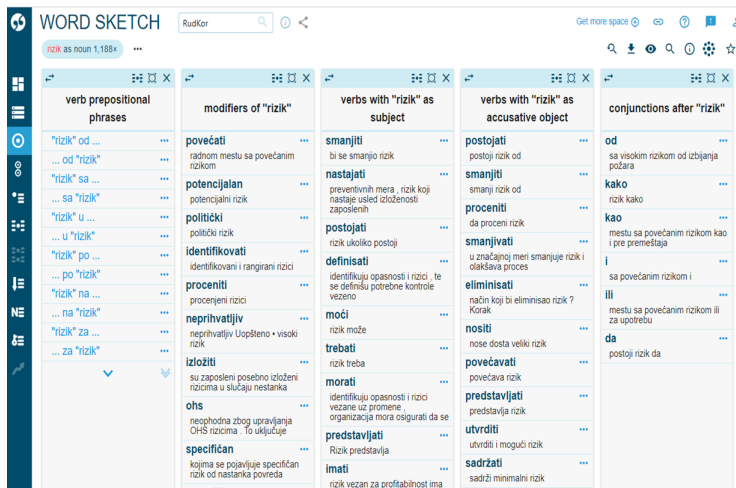 WORD SKETCH
RudKor
Get more space
rizik as noun 1,188×
verb prepositional
phrases
"rizik" od ...
... od "rizik"
"rizik" sa ...
... sa "rizik"
"rizik" u ...
... u "rizik"
"rizik" po ...
... po "rizik"
"rizik" na ...
... na "rizik"
"rizik" za ...
... za "rizik"
modifiers of "rizik"
povećati
radnom mestu sa povećanim
rizikom
potencijalan
potencijalni rizik
politički
politički rizik
identifikovati
identifikovani i rangirani rizici
proceniti
procenjeni rizici
neprihvatljiv
neprihvatljiv Uopšteno • visoki
rizik
izložiti
su zaposleni posebno izloženi
rizicima u slučaju nestanka
ohs
neophodna zbog upravljanja
OHS rizicima . To uključuje
specifičan
kojima se pojavljuje specifičan
rizik od nastanka povreda
verbs with "rizik" as
subject
smanjiti
bi se smanjio rizik
nastajati
preventivnih mera , rizik koji
nastaje usled izloženosti
zaposlenih
postojati
rizik ukoliko postoji
definisati
identifikuju opasnosti i rizici , te
se definišu potrebne kontrole
vezeno
moći
rizik može
trebati
rizik treba
morati
identifikuju opasnosti i rizici
vezane uz promene ,
organizacija mora osigurati da se
predstavljati
Rizik predstavlja
imati
rizik vezan za profitabilnost ima
verbs with "rizik" as
accusative object
postojati
postoji rizik od
smanjiti
smanji rizik od
proceniti
da proceni rizik
smanjivati
u značajnoj meri smanjuje rizik i
olakšava proces
eliminisati
način koji bi eliminisao rizik ?
Korak
nositi
nose dosta veliki rizik
povećavati
povećava rizik
predstavljati
predstavlja rizik
utvrditi
utvrditi i mogući rizik
sadržati
sadrži minimalni rizik
conjunctions after "rizik"
od
sa visokim rizikom od izbijanja
požara
kako
rizik kako
kao
mestu sa povećanim rizikom kao
i pre premeštaja
i
sa povećanim rizikom i
ili
mestu sa povećanim rizikom ili
za upotrebu
da
postoji rizik da